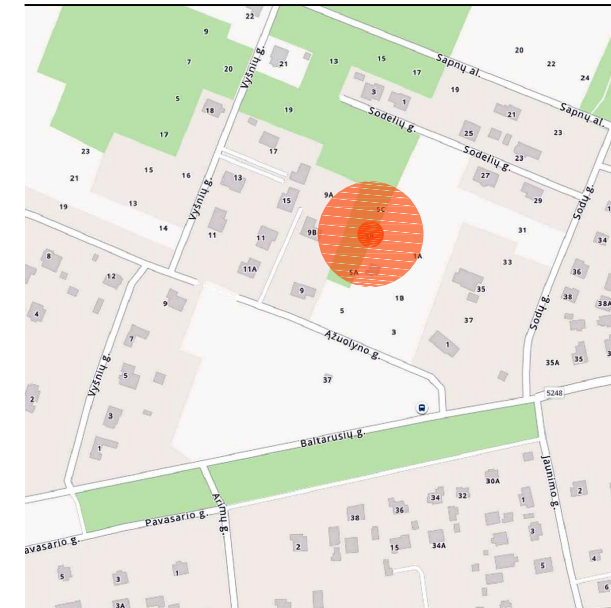 22
9
7
20
5
17
Vyšnių g.
21
13
15
17
19
18
Sapnų al.
20
22
24
3
1
19
Sapnų al.
Sodelių g.
25
21
23
23
23
21
19
15
16
13
14
Vyšnių g.
13
17
15
9A
9B
11
11
11A
9
5C
5A
1A
1B
5
3
Sodelių g.
27
29
31
33
35
37
1
Sodų g.
34
36
38
38A
35A
35
Sodų g.
8
12
4
9
7
5
3
1
2
Vyšnių g.
Ąžuolyno g.
37
5248
Baltarusių g.
Pavasario g.
avasario g.
Arimų g.
Jaunimo g.
30A
32
34
36
38
34A
15
2
1
3
5
2
4
6
5
3
1
3A